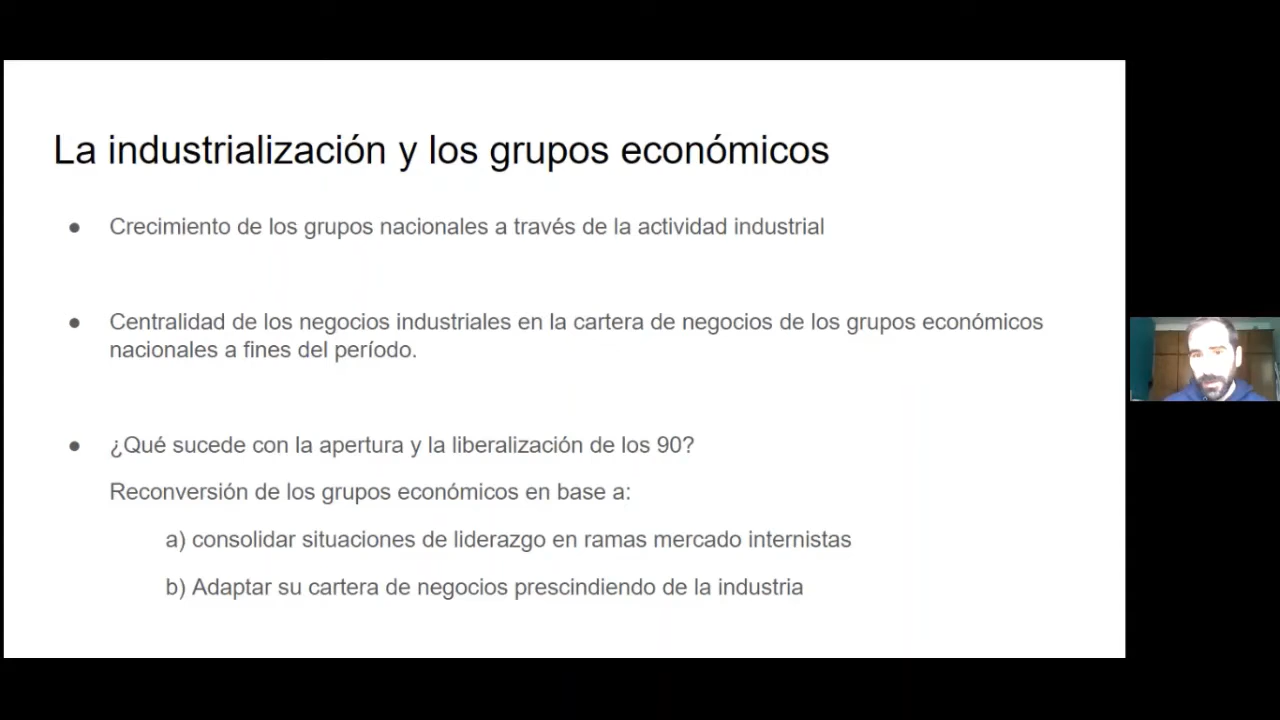 La industrialización y los grupos económicos
● Crecimiento de los grupos nacionales a través de la actividad industrial
● Centralidad de los negocios industriales en la cartera de negocios de los grupos económicos
nacionales a fines del período.
● ¿Qué sucede con la apertura y la liberalización de los 90?
Reconversión de los grupos económicos en base a:
a) consolidar situaciones de liderazgo en ramas mercado internistas
b) Adaptar su cartera de negocios prescindiendo de la industria